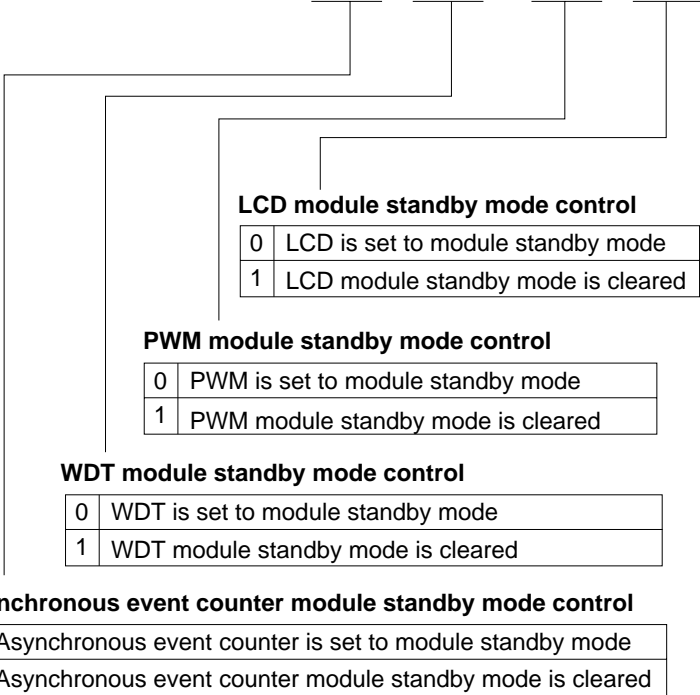 LCD module standby mode control
0 LCD is set to module standby mode
1 LCD module standby mode is cleared
PWM module standby mode control
0 PWM is set to module standby mode
1 PWM module standby mode is cleared
WDT module standby mode control
0 WDT is set to module standby mode
1 WDT module standby mode is cleared
nchronous event counter module standby mode control
Asynchronous event counter is set to module standby mode
Asynchronous event counter module standby mode is cleared